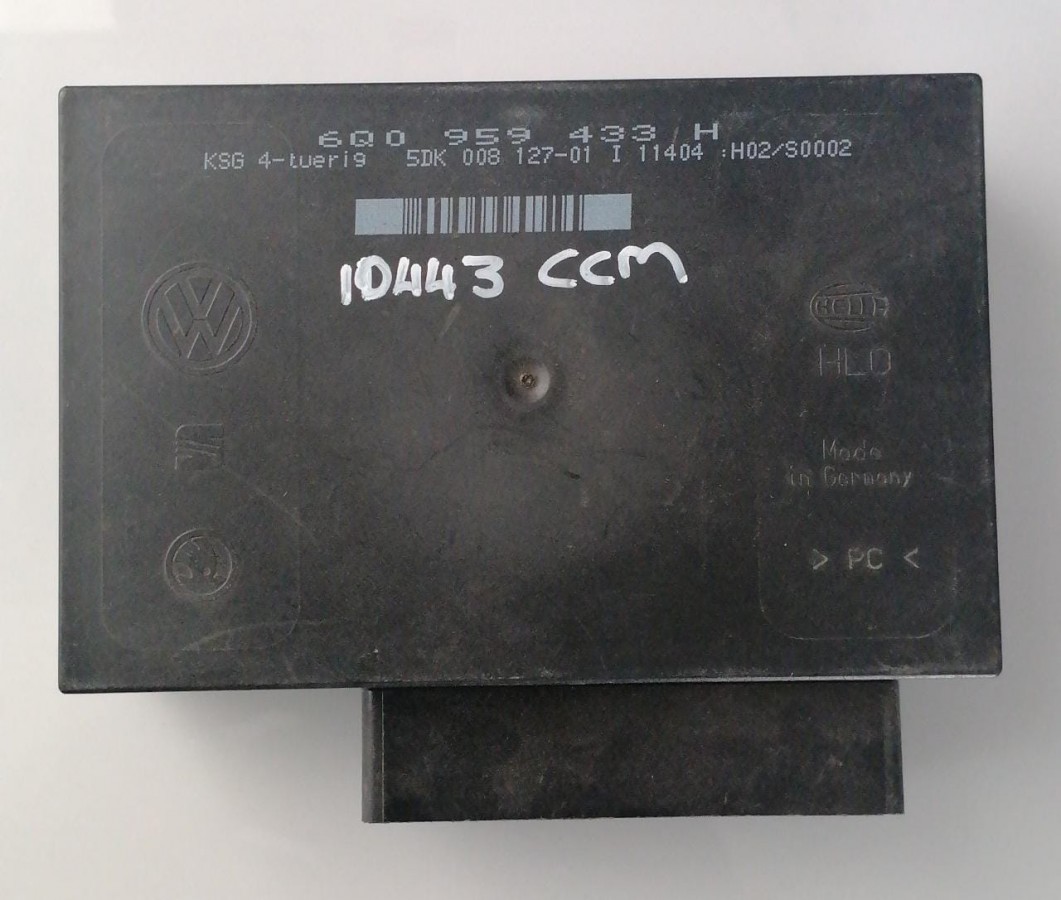 6Q0 959 433 H
KSG 4-tuerig 5DK 008 127-01 I 11404 :H02/S0002
10443 CCM
HELLA
HLO
Made
in Germany
> PC <